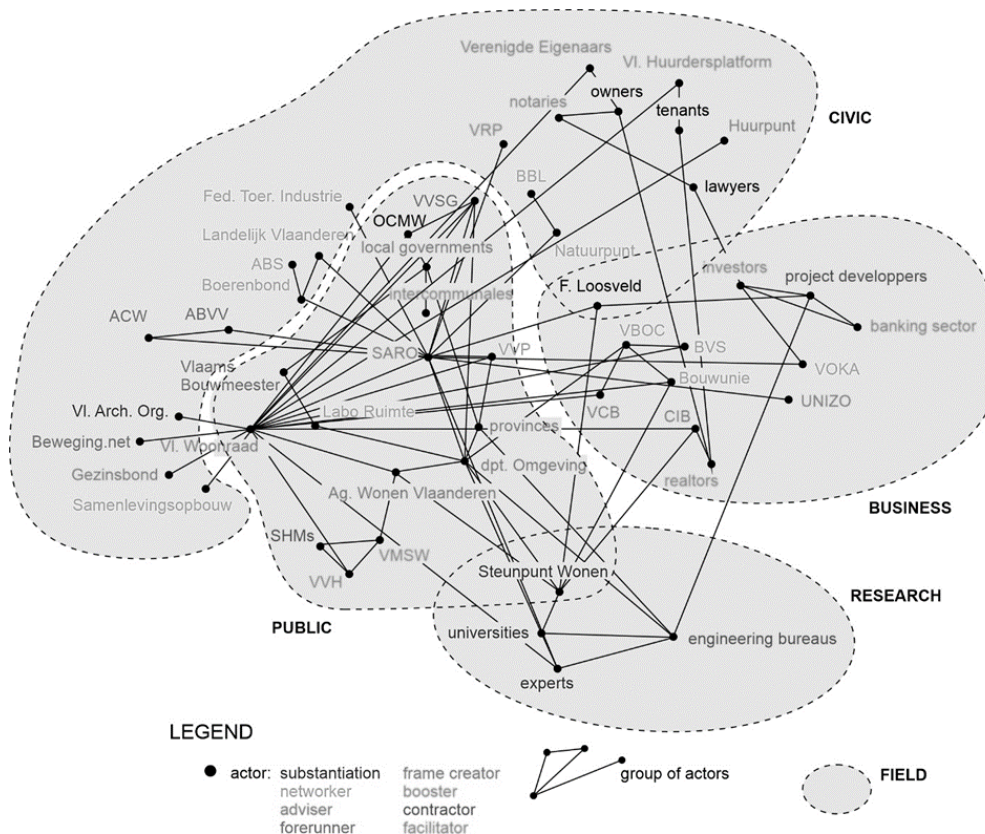 Verenigde Eigenaars
Vl. Huurdersplatform
owners
notaries
tenants
CIVIC
Huurpunt
VRP
BBL
lawyers
Fed. Toer. Industrie
VVSG
OCMW
Landelijk Vlaanderen
local governments
Natuurpunt
ABS
investors
project developpers
Boerenbond
F. Loosveld
intercommunales
ACW
ABVV
banking sector
VBOC
SARO
VVP
BVS
VOKA
Vlaams
Bouwmeester
Bouwunie
UNIZO
Vl. Arch. Org.
Labo Ruimte
VCB
CIB
Beweging.net
Vl. Woonraad
provinces
Gezinsbond
dpt. Omgeving
realtors
Samenlevingsopbouw
Ag. Wonen Vlaanderen
BUSINESS
SHMs
VMSW
VVH
Steunpunt Wonen
RESEARCH
PUBLIC
universities
engineering bureaus
experts
LEGEND
actor: substantiation
networker
adviser
forerunner
frame creator
booster
contractor
facilitator
group of actors
FIELD